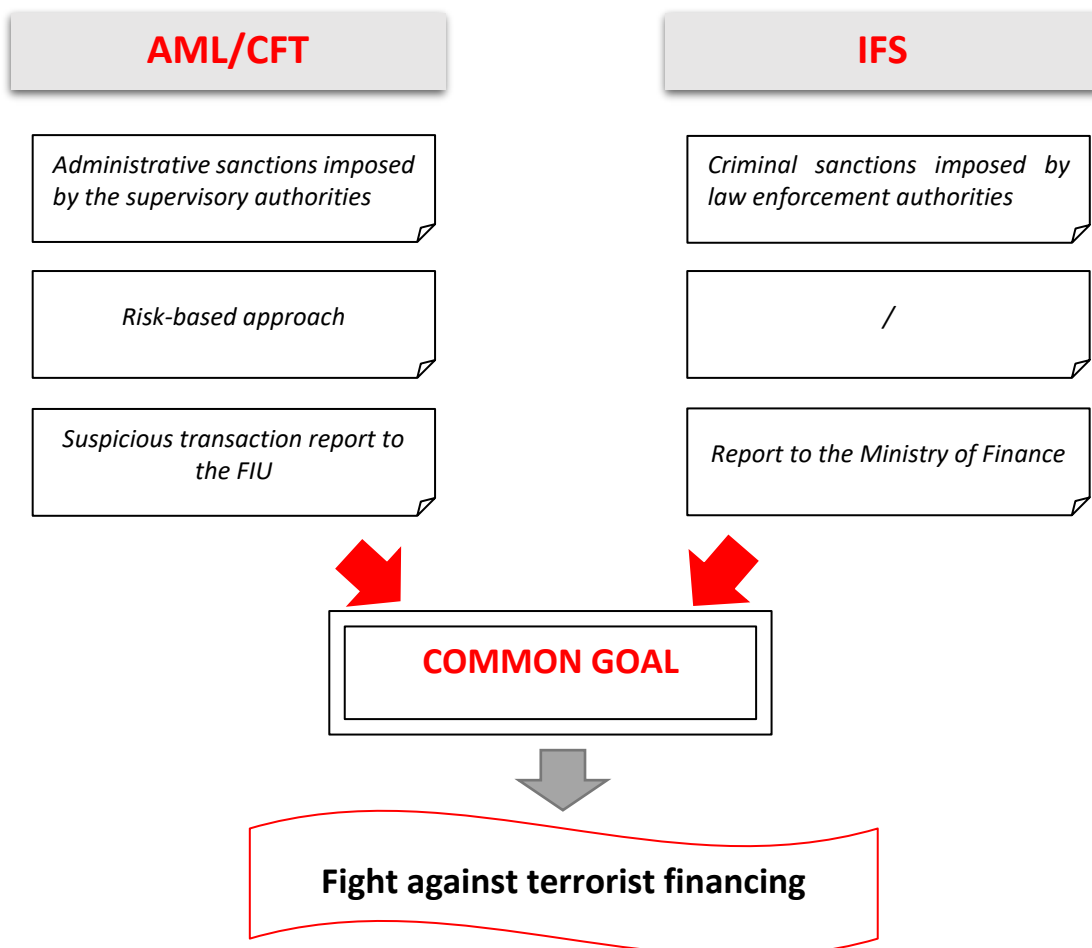 AML/CFT
IFS
Administrative sanctions imposed
by the supervisory authorities
Criminal sanctions imposed by
law enforcement authorities
Risk-based approach
/
Suspicious transaction report to
the FIU
Report to the Ministry of Finance
COMMON GOAL
Fight against terrorist financing